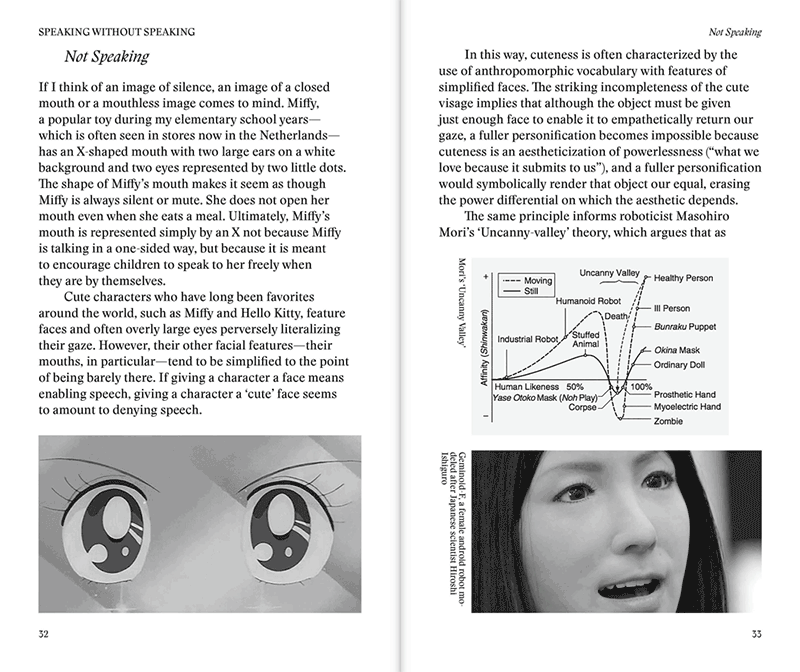 SPEAKING WITHOUT SPEAKING
Not Speaking
If I think of an image of silence, an image of a closed
mouth or a mouthless image comes to mind. Miffy,
a popular toy during my elementary school years—
which is often seen in stores now in the Netherlands—
has an X-shaped mouth with two large ears on a white
background and two eyes represented by two little dots.
The shape of Miffy’s mouth makes it seem as though
Miffy is always silent or mute. She does not open her
mouth even when she eats a meal. Ultimately, Miffy’s
mouth is represented simply by an X not because Miffy
is talking in a one-sided way, but because it is meant
to encourage children to speak to her freely when
they are by themselves.
Cute characters who have long been favorites
around the world, such as Miffy and Hello Kitty, feature
faces and often overly large eyes perversely literalizing
their gaze. However, their other facial features—their
mouths, in particular—tend to be simplified to the point
of being barely there. If giving a character a face means
enabling speech, giving a character a ‘cute’ face seems
to amount to denying speech.
32
Not Speaking
In this way, cuteness is often characterized by the
use of anthropomorphic vocabulary with features of
simplified faces. The striking incompleteness of the cute
visage implies that although the object must be given
just enough face to enable it to empathetically return our
gaze, a fuller personification becomes impossible because
cuteness is an aestheticization of powerlessness (“what we
love because it submits to us”), and a fuller personification
would symbolically render that object our equal, erasing
the power differential on which the aesthetic depends.
The same principle informs roboticist Masohiro
Mori’s ‘Uncanny-valley’ theory, which argues that as
Mori’s ‘Uncanny Valley’
+
Moving
Still
Uncanny Valley
Healthy Person
Humanoid Robot
Death
Ill Person
Bunraku Puppet
Industrial Robot
Stuffed
Animal
Okina Mask
Ordinary Doll
Affinity (Shinwakan)
Human Likeness 50% 100%
Yase Otoko Mask (Noh Play)
Corpse
Prosthetic Hand
Myoelectric Hand
Zombie
–
Geminoid F, a female android robot mo-
deled after Japanese scientist Hiroshi
Ishiguro
33